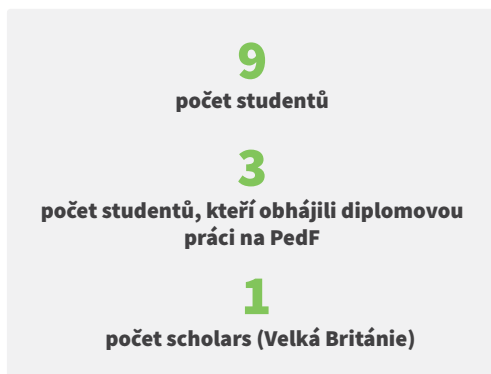 9
počet studentů
3
počet studentů, kteří obhájili diplomovou
práci na PedF
1
počet scholars (Velká Británie)